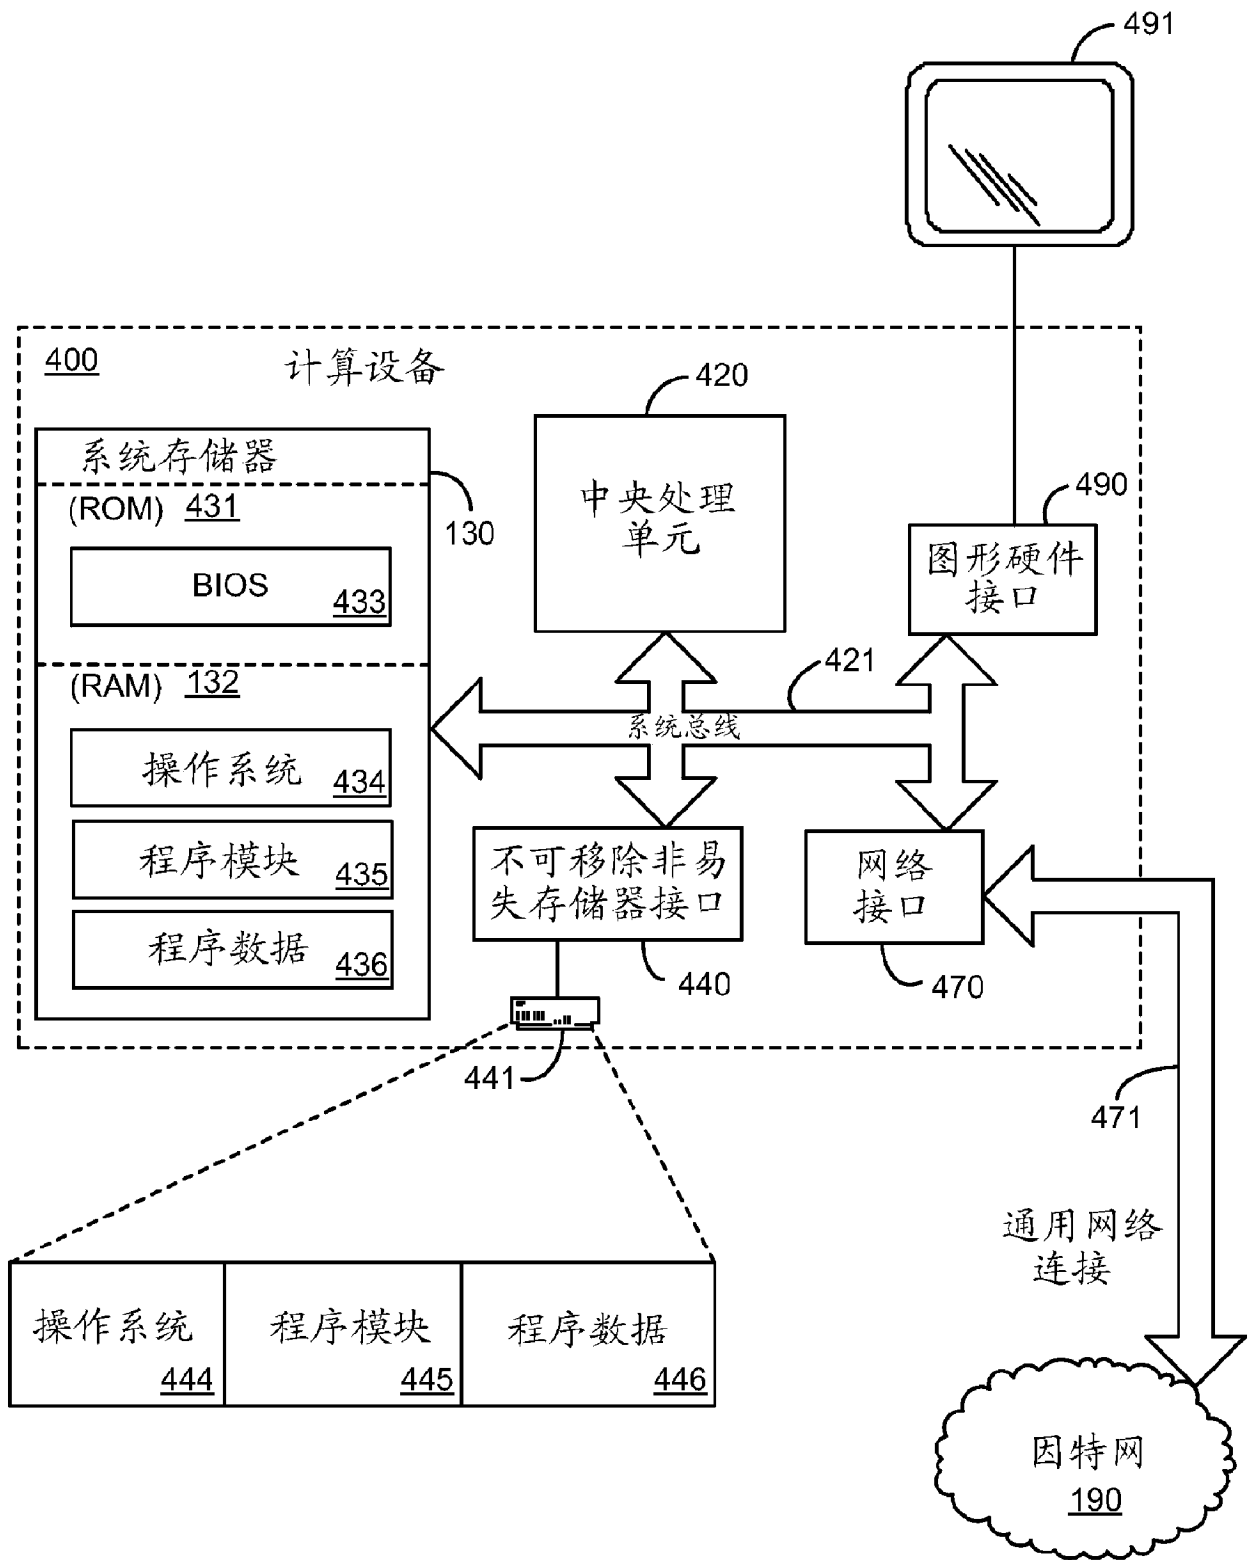 491
400
计算设备
420
系统存储器
(ROM) 431
130
BIOS
433
中央处理
单元
490
图形硬件
接口
(RAM) 132
421
系统总线
操作系统
434
程序模块
435
程序数据
436
不可移除非易
失存储器接口
440
网络
接口
470
441
471
通用网络
连接
操作系统
444
程序模块
445
程序数据
446
因特网
190